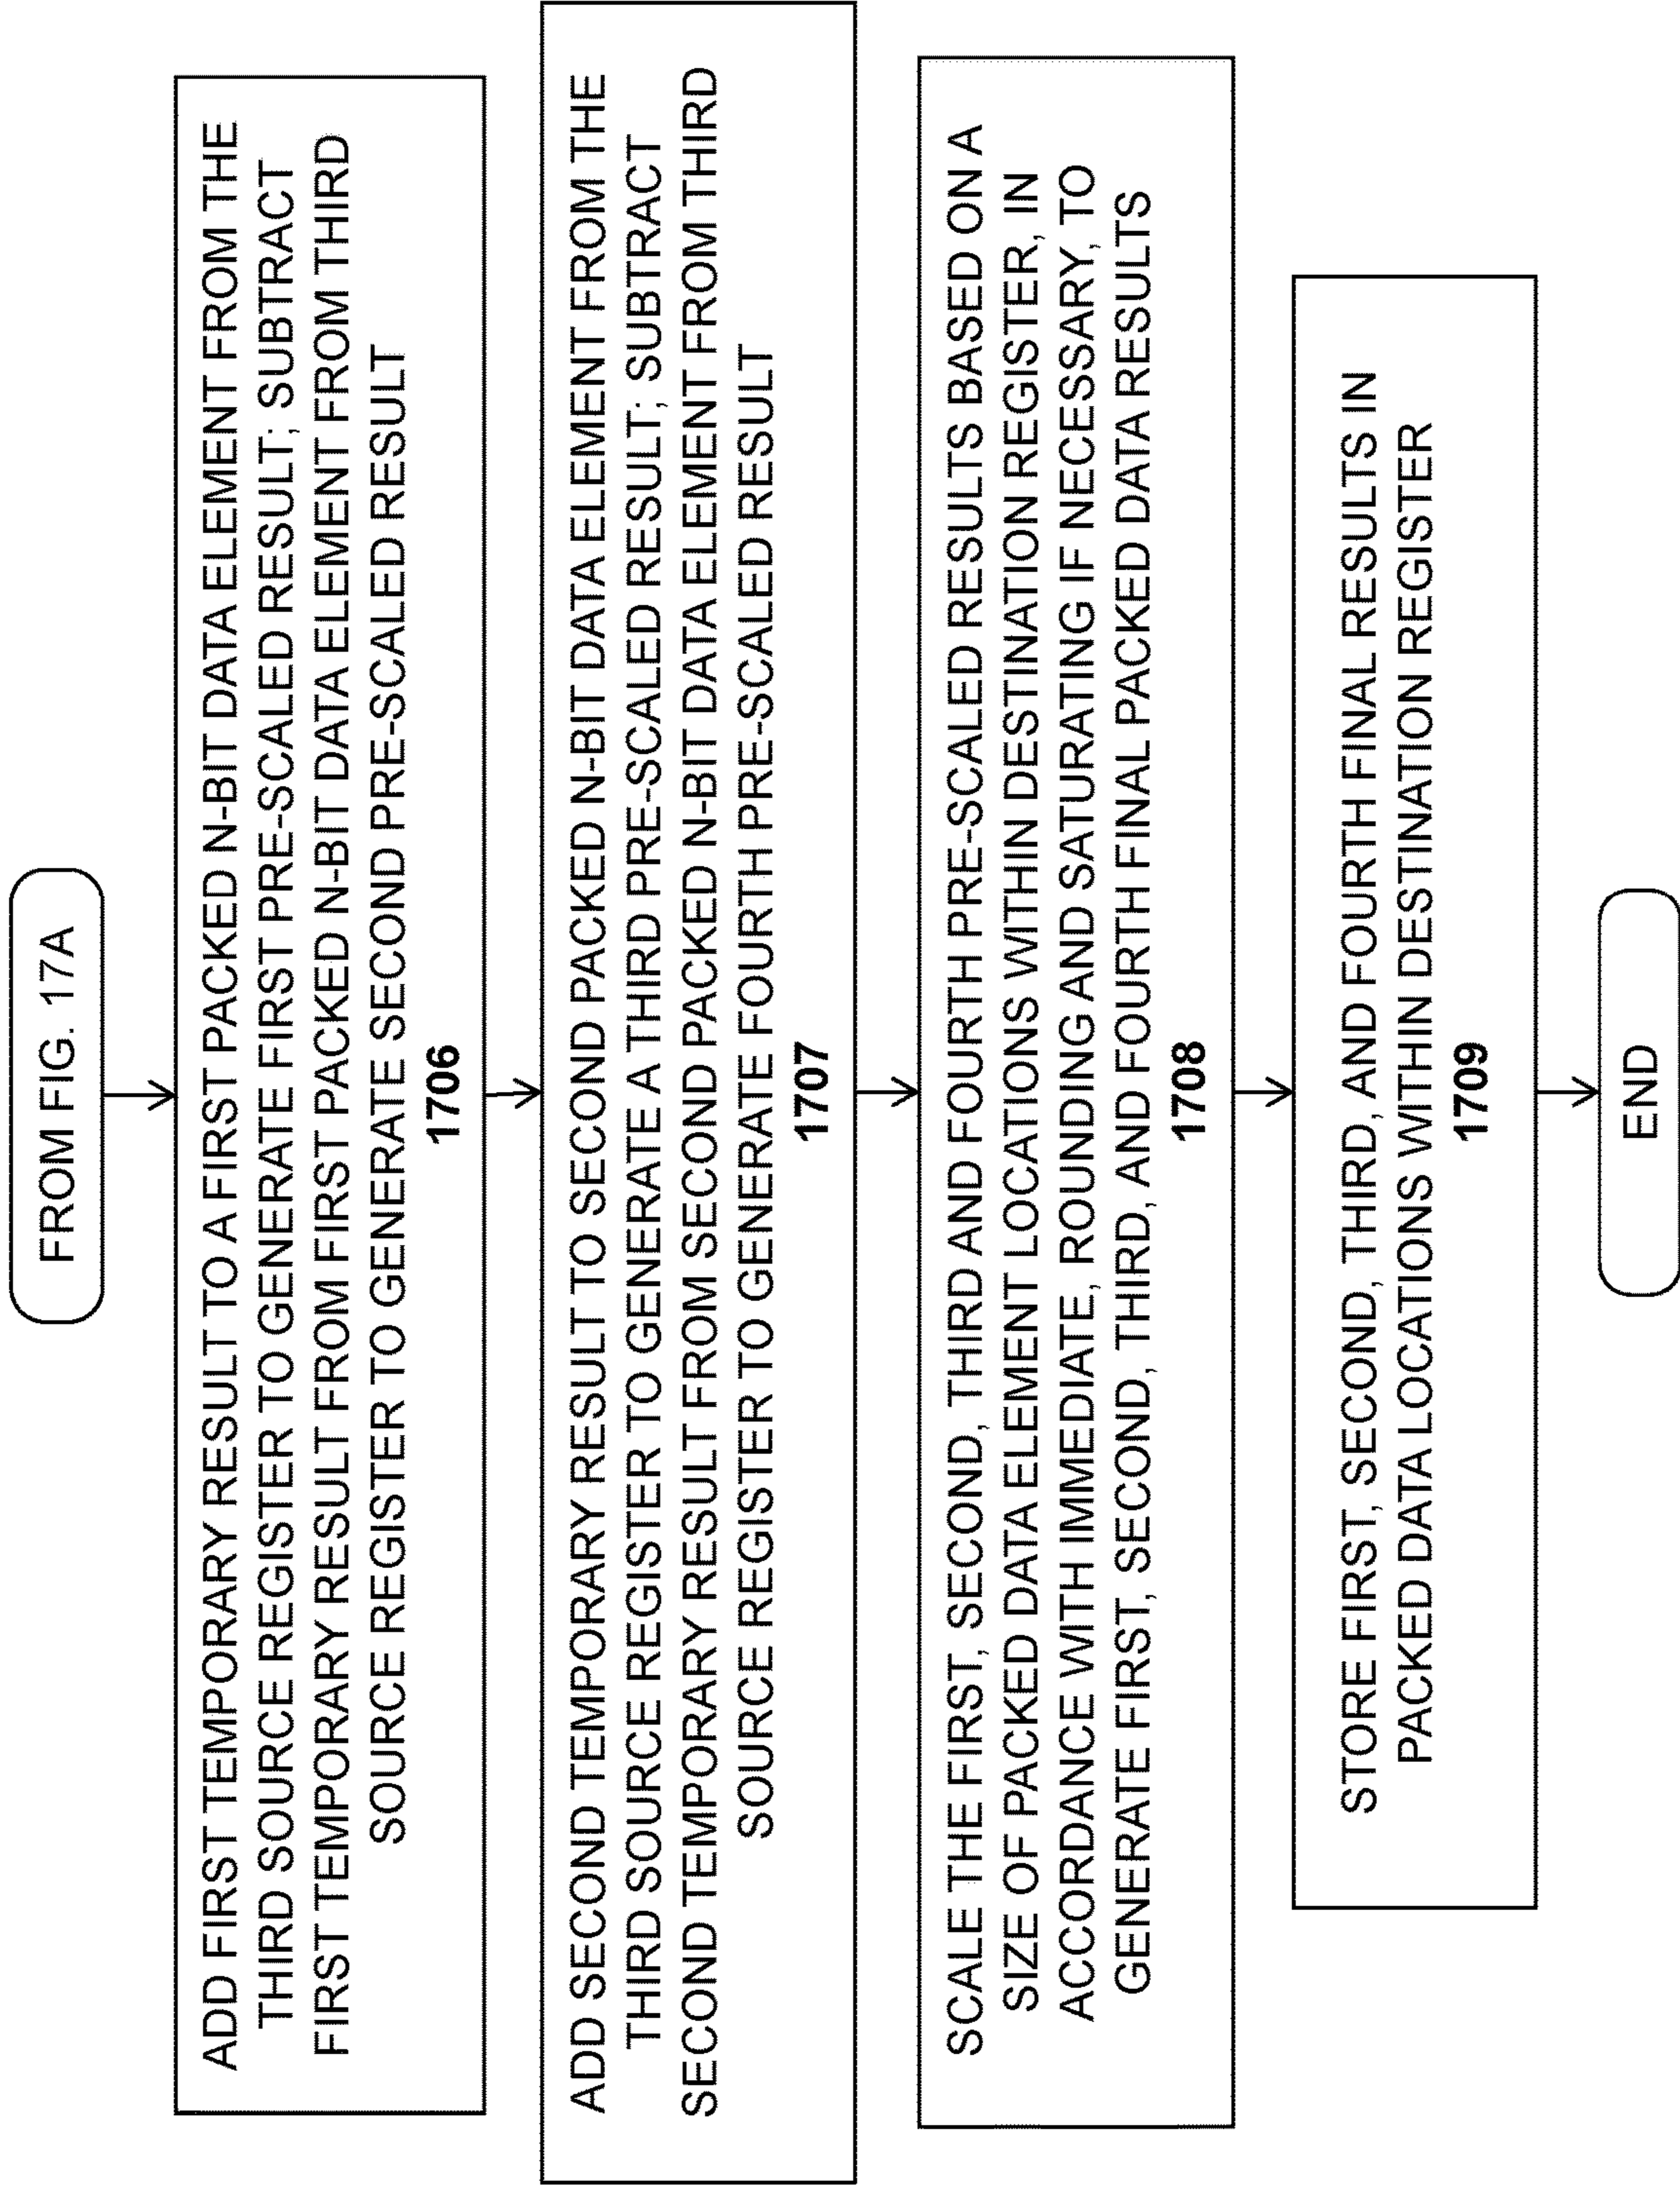 FROM FIG. 17A
ADD FIRST TEMPORARY RESULT TO A FIRST PACKED N-BIT DATA ELEMENT FROM THE
THIRD SOURCE REGISTER TO GENERATE FIRST PRE-SCALED RESULT; SUBTRACT
FIRST TEMPORARY RESULT FROM FIRST PACKED N-BIT DATA ELEMENT FROM THIRD
SOURCE REGISTER TO GENERATE SECOND PRE-SCALED RESULT
1706
ADD SECOND TEMPORARY RESULT TO SECOND PACKED N-BIT DATA ELEMENT FROM THE
THIRD SOURCE REGISTER TO GENERATE A THIRD PRE-SCALED RESULT; SUBTRACT
SECOND TEMPORARY RESULT FROM SECOND PACKED N-BIT DATA ELEMENT FROM THIRD
SOURCE REGISTER TO GENERATE FOURTH PRE-SCALED RESULT
1707
SCALE THE FIRST, SECOND, THIRD AND FOURTH PRE-SCALED RESULTS BASED ON A
SIZE OF PACKED DATA ELEMENT LOCATIONS WITHIN DESTINATION REGISTER, IN
ACCORDANCE WITH IMMEDIATE, ROUNDING AND SATURATING IF NECESSARY, TO
GENERATE FIRST, SECOND, THIRD, AND FOURTH FINAL PACKED DATA RESULTS
1708
STORE FIRST, SECOND, THIRD, AND FOURTH FINAL RESULTS IN
PACKED DATA LOCATIONS WITHIN DESTINATION REGISTER
1709
END